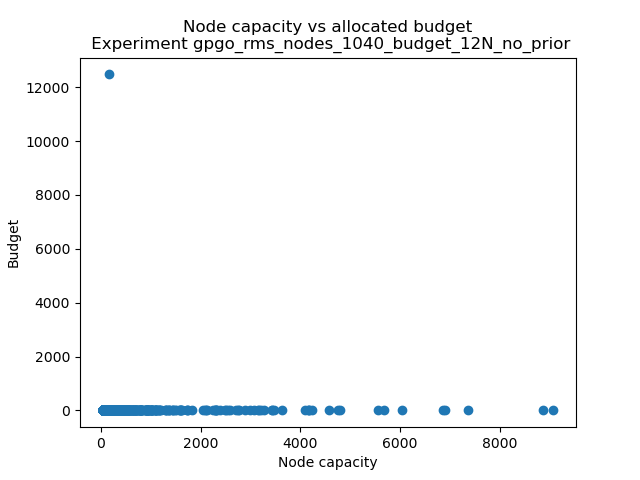 Node capacity vs allocated budget
Experiment gpgo_rms_nodes_1040_budget_12N_no_prior
12000
10000
8000
6000
4000
2000
0
Budget
0 2000 4000 6000 8000
Node capacity